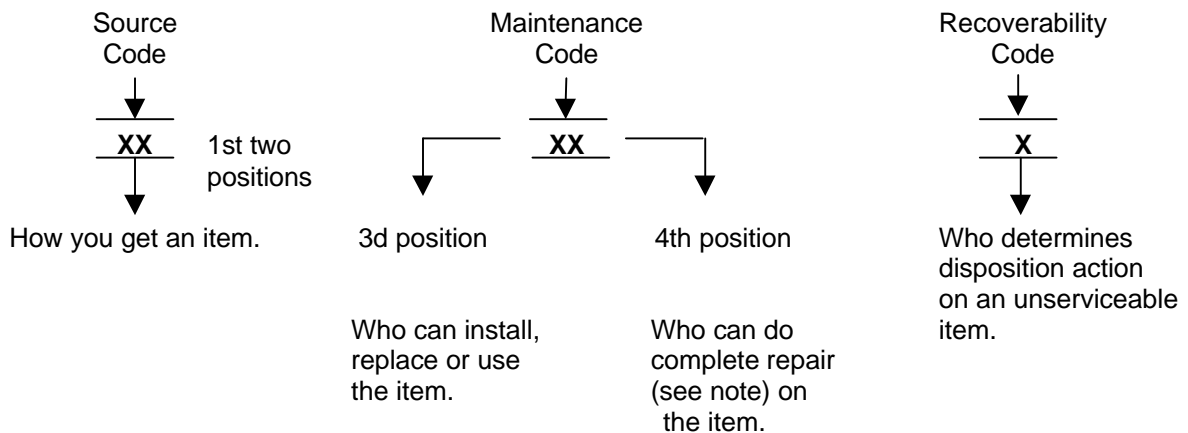 Source
Code
Maintenance
Code
Recoverability
Code
XX
1st two
positions
XX
X
How you get an item.
3d position
4th position
Who determines
disposition action
on an unserviceable
item.
Who can install,
replace or use
the item.
Who can do
complete repair
(see note) on
the item.